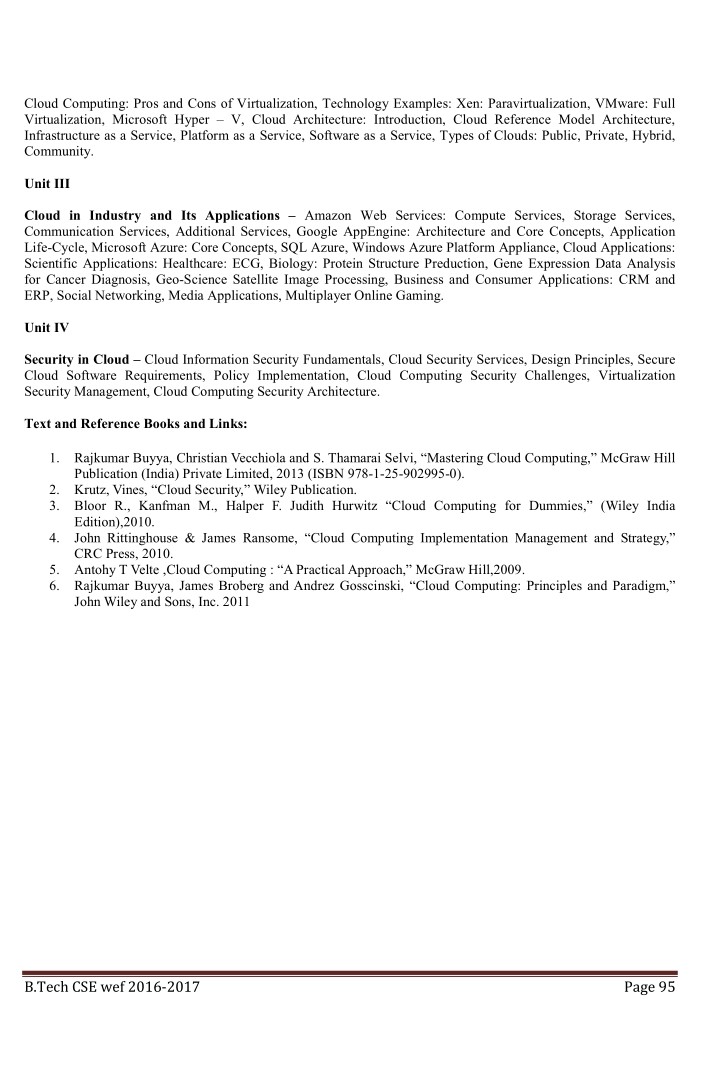 Cloud Computing: Pros and Cons of Virtualization, Technology Examples: Xen: Paravirtualization, VMware: Full
Virtualization, Microsoft Hyper – V, Cloud Architecture: Introduction, Cloud Reference Model Architecture,
Infrastructure as a Service, Platform as a Service, Software as a Service, Types of Clouds: Public, Private, Hybrid,
Community.
Unit III
Cloud in Industry and Its Applications – Amazon Web Services: Compute Services, Storage Services,
Communication Services, Additional Services, Google AppEngine: Architecture and Core Concepts, Application
Life-Cycle, Microsoft Azure: Core Concepts, SQL Azure, Windows Azure Platform Appliance, Cloud Applications:
Scientific Applications: Healthcare: ECG, Biology: Protein Structure Preduction, Gene Expression Data Analysis
for Cancer Diagnosis, Geo-Science Satellite Image Processing, Business and Consumer Applications: CRM and
ERP, Social Networking, Media Applications, Multiplayer Online Gaming.
Unit IV
Security in Cloud – Cloud Information Security Fundamentals, Cloud Security Services, Design Principles, Secure
Cloud Software Requirements, Policy Implementation, Cloud Computing Security Challenges, Virtualization
Security Management, Cloud Computing Security Architecture.
Text and Reference Books and Links:
1. Rajkumar Buyya, Christian Vecchiola and S. Thamarai Selvi, “Mastering Cloud Computing,” McGraw Hill
Publication (India) Private Limited, 2013 (ISBN 978-1-25-902995-0).
2. Krutz, Vines, “Cloud Security,” Wiley Publication.
3. Bloor R., Kanfman M., Halper F. Judith Hurwitz “Cloud Computing for Dummies,” (Wiley India
Edition),2010.
4. John Rittinghouse & James Ransome, “Cloud Computing Implementation Management and Strategy,”
CRC Press, 2010.
5. Antohy T Velte ,Cloud Computing : “A Practical Approach,” McGraw Hill,2009.
6. Rajkumar Buyya, James Broberg and Andrez Gosscinski, “Cloud Computing: Principles and Paradigm,”
John Wiley and Sons, Inc. 2011
B.Tech CSE wef 2016-2017 Page 95